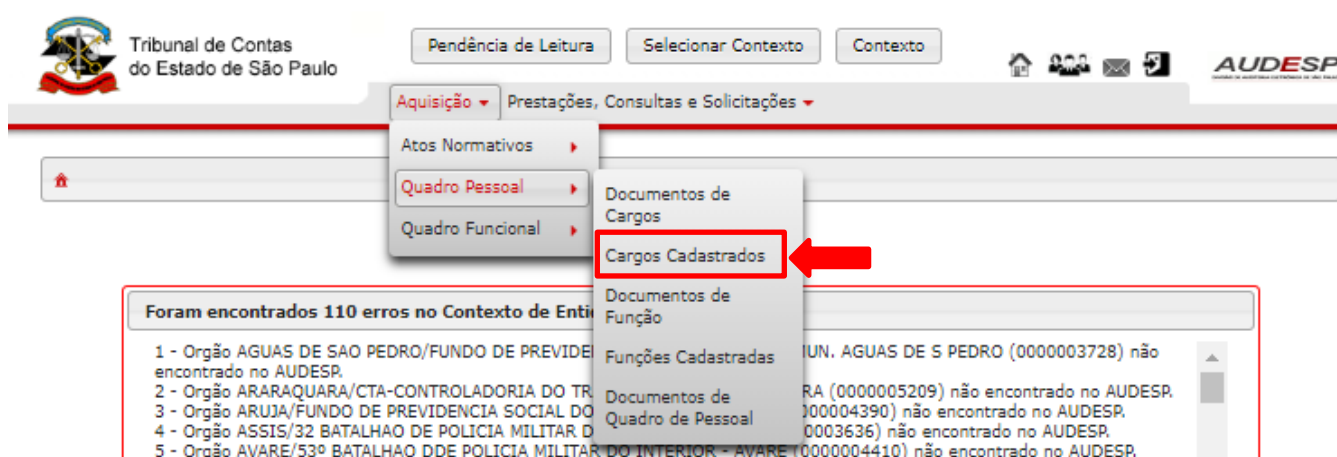 Tribunal de Contas
do Estado de São Paulo
Pendência de Leitura
Selecionar Contexto
Contexto
AUDESP
Aquisição
Prestações, Consultas e Solicitações
Atos Normativos
Quadro Pessoal
Quadro Funcional
Documentos de
Cargos
Cargos Cadastrados
Documentos de
Função
Funções Cadastradas
Documentos de
Quadro de Pessoal
Foram encontrados 110 erros no Contexto de Enti
1 - Orgão AGUAS DE SAO PEDRO/FUNDO DE PREVIDE UN. AGUAS DE S PEDRO (0000003728) não
encontrado no AUDESP.
2 - Orgão ARARAQUARA/CTA-CONTROLADORIA DO TR RA (0000005209) não encontrado no AUDESP.
3 - Orgão ARUJA/FUNDO DE PREVIDENCIA SOCIAL DO 000004390) não encontrado no AUDESP.
4 - Orgão ASSIS/32 BATALHAO DE POLICIA MILITAR D 0003636) não encontrado no AUDESP.
5 - Orgão AVARE/53º BATALHAO DDE POLICIA MILITAR DO INTERIOR - AVARE (0000004410) não encontrado no AUDESP.